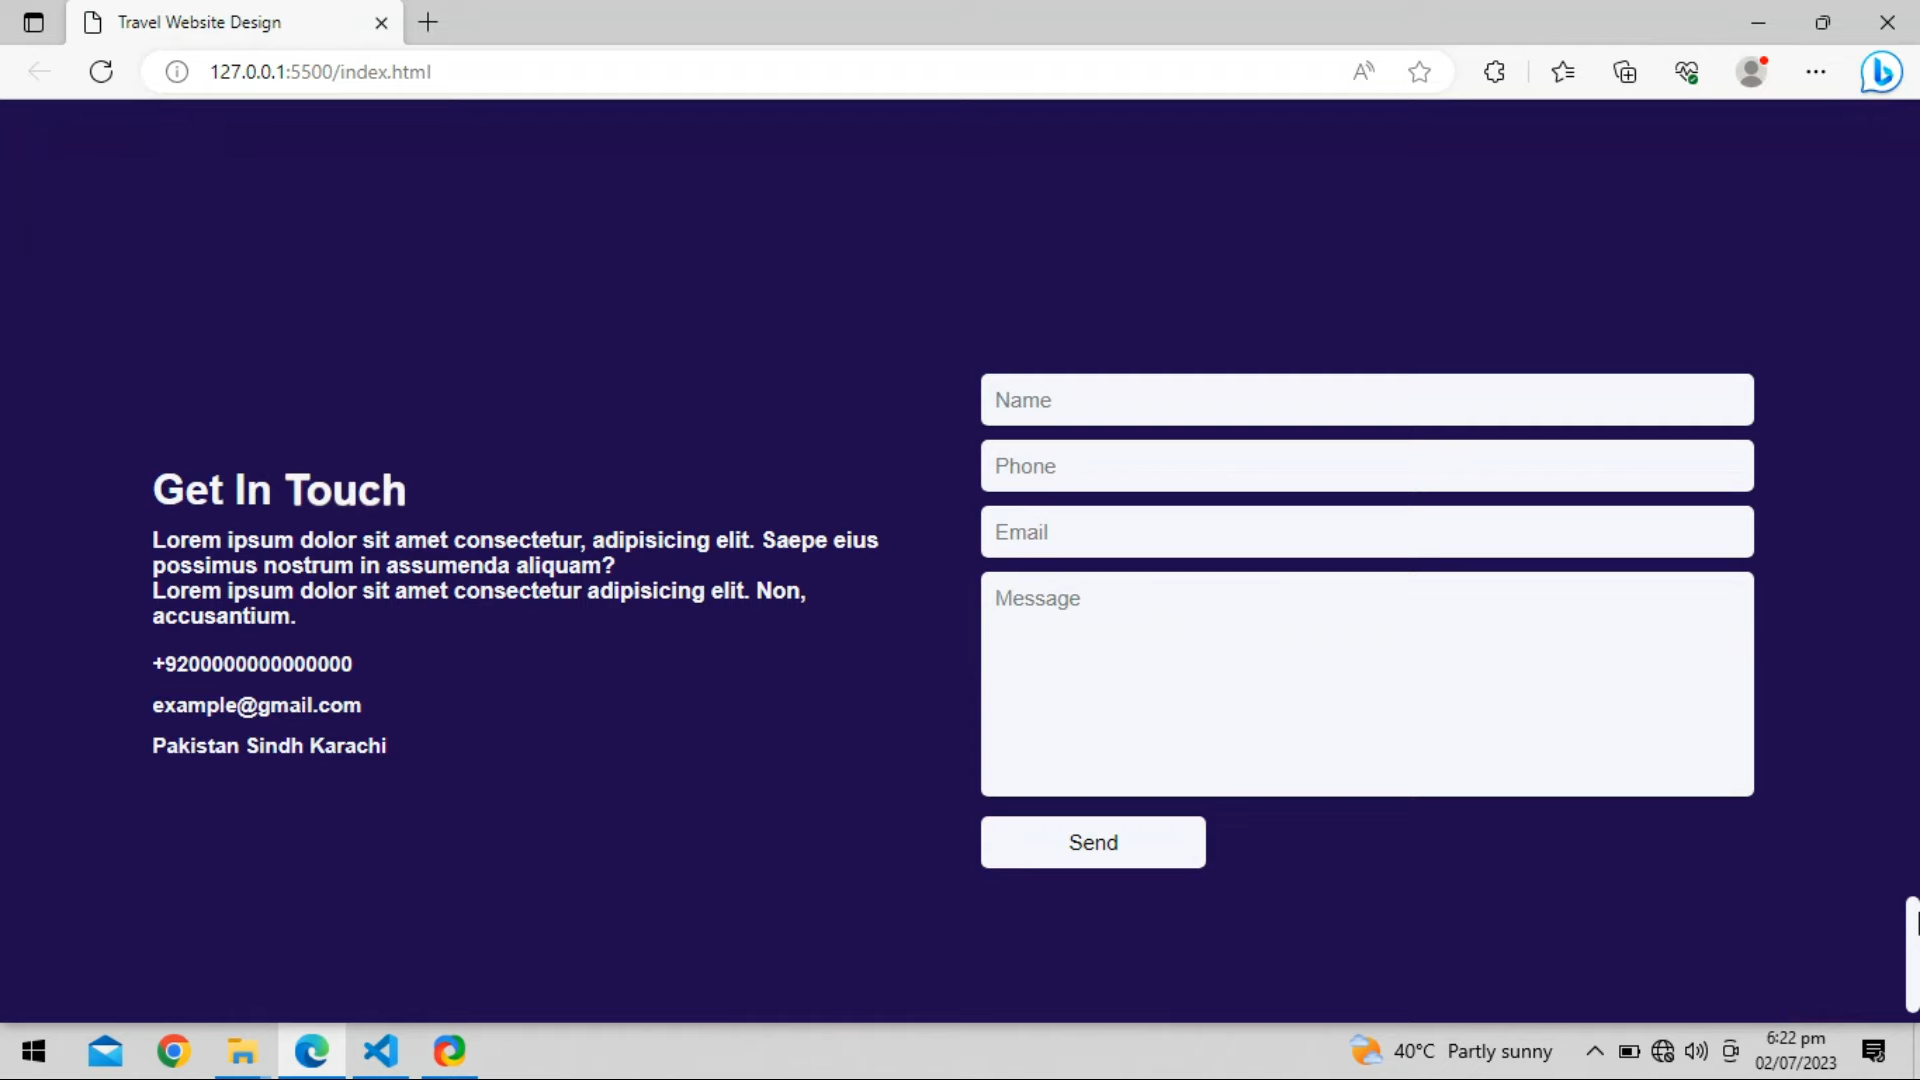 Travel Website Design
127.0.0.1:5500/index.html
Get In Touch
Lorem ipsum dolor sit amet consectetur, adipisicing elit. Saepe eius
possimus nostrum in assumenda aliquam?
Lorem ipsum dolor sit amet consectetur adipisicing elit. Non,
accusantium.
+9200000000000000
example@gmail.com
Pakistan Sindh Karachi
Name
Phone
Email
Message
Send
40°C Partly sunny
6:22 pm
02/07/2023